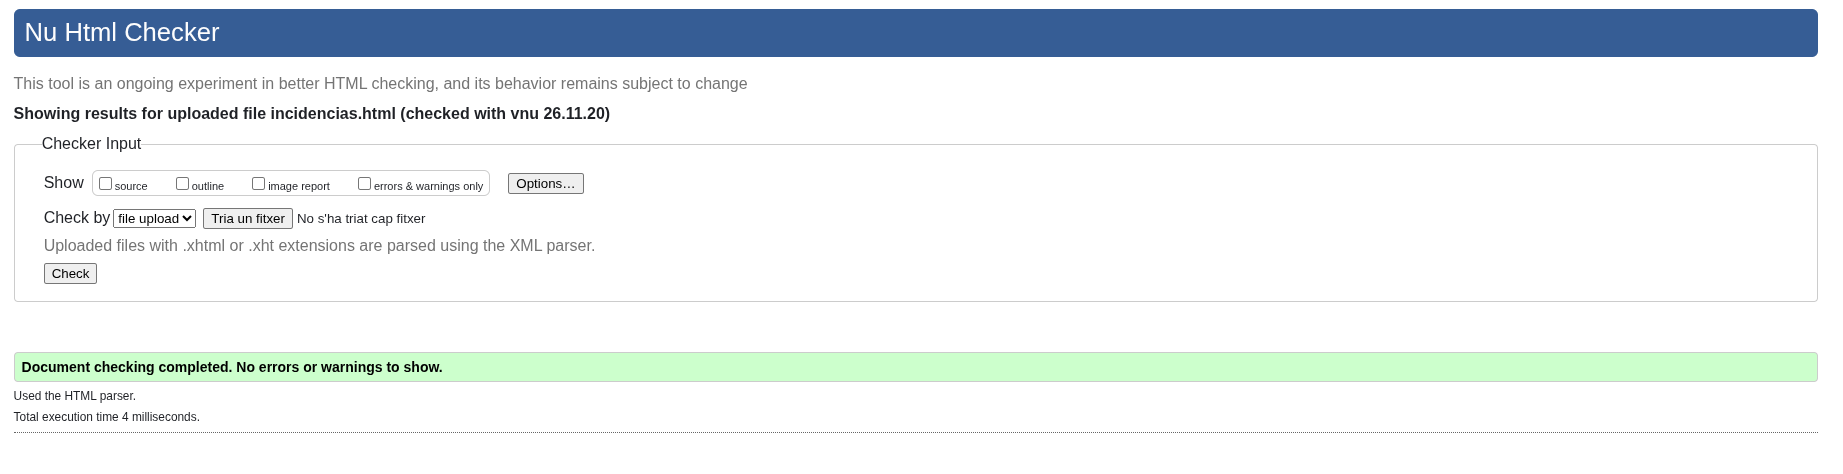 Nu Html Checker
This tool is an ongoing experiment in better HTML checking, and its behavior remains subject to change
Showing results for uploaded file incidencias.html (checked with vnu 26.11.20)
Checker Input
Show source outline image report errors & warnings only Options…
Check by file upload Tria un fitxer No s'ha triat cap fitxer
Uploaded files with .xhtml or .xht extensions are parsed using the XML parser.
Check
Document checking completed. No errors or warnings to show.
Used the HTML parser.
Total execution time 4 milliseconds.